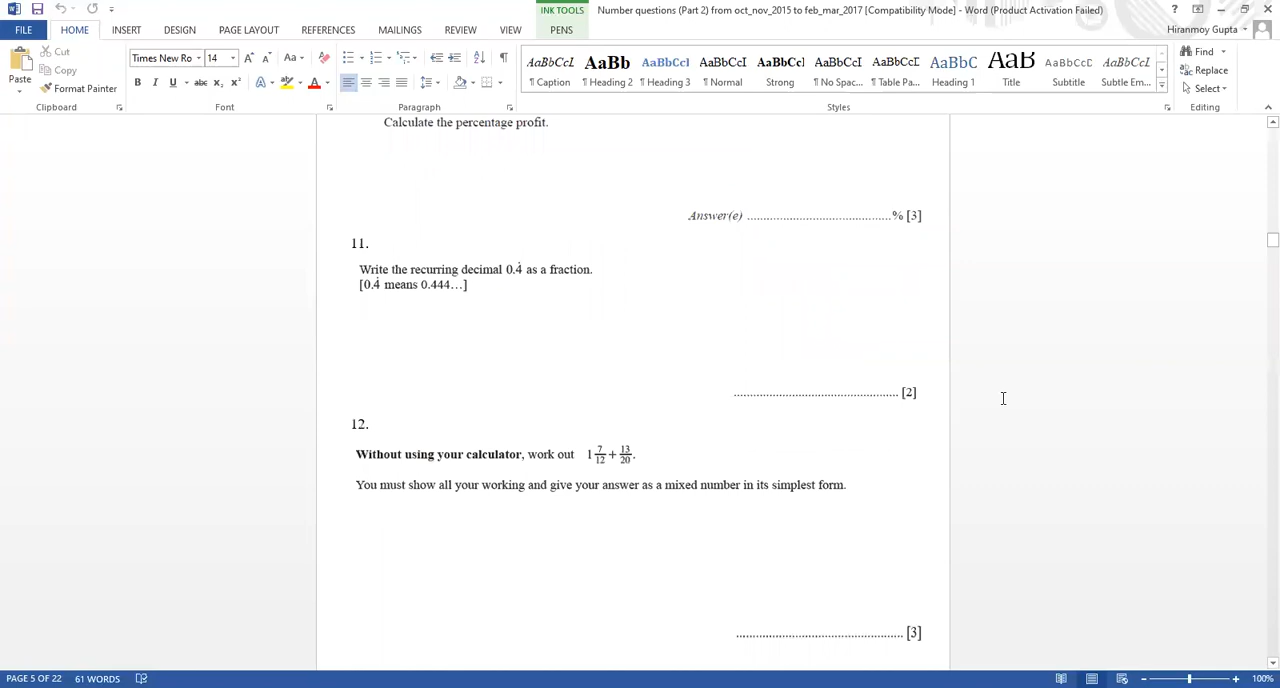 Number questions (Part 2) from oct_nov_2015 to feb_mar_2017 [Compatibility Mode] - Word (Product Activation Failed)
INK TOOLS
FILE HOME INSERT DESIGN PAGE LAYOUT REFERENCES MAILINGS REVIEW VIEW PENS
Hiranmoy Gupta
Paste
Cut
Copy
Format Painter
Clipboard
Times New Ro 14
Font
Paragraph
AaBbCcL AaBb AaBbCcI AaBbCcDc AaBbCc AaBbCcDc AaBbCcDc AaBbC AaB AaBbCcD AaBbCcL
¶ Caption ¶ Heading 2 ¶ Heading 3 ¶ Normal Strong ¶ No Spac... ¶ Table Pa... Heading 1 Title Subtitle Subtle Em...
Styles
Find
Replace
Select
Editing
Calculate the percentage profit.
Answer(e) ............................................% [3]
11.
Write the recurring decimal 0.4̇ as a fraction.
[0.4̇ means 0.444…]
.................................................. [2]
12.
Without using your calculator, work out 1 7/12 + 13/20.
You must show all your working and give your answer as a mixed number in its simplest form.
................................................... [3]
PAGE 5 OF 22 61 WORDS 100%